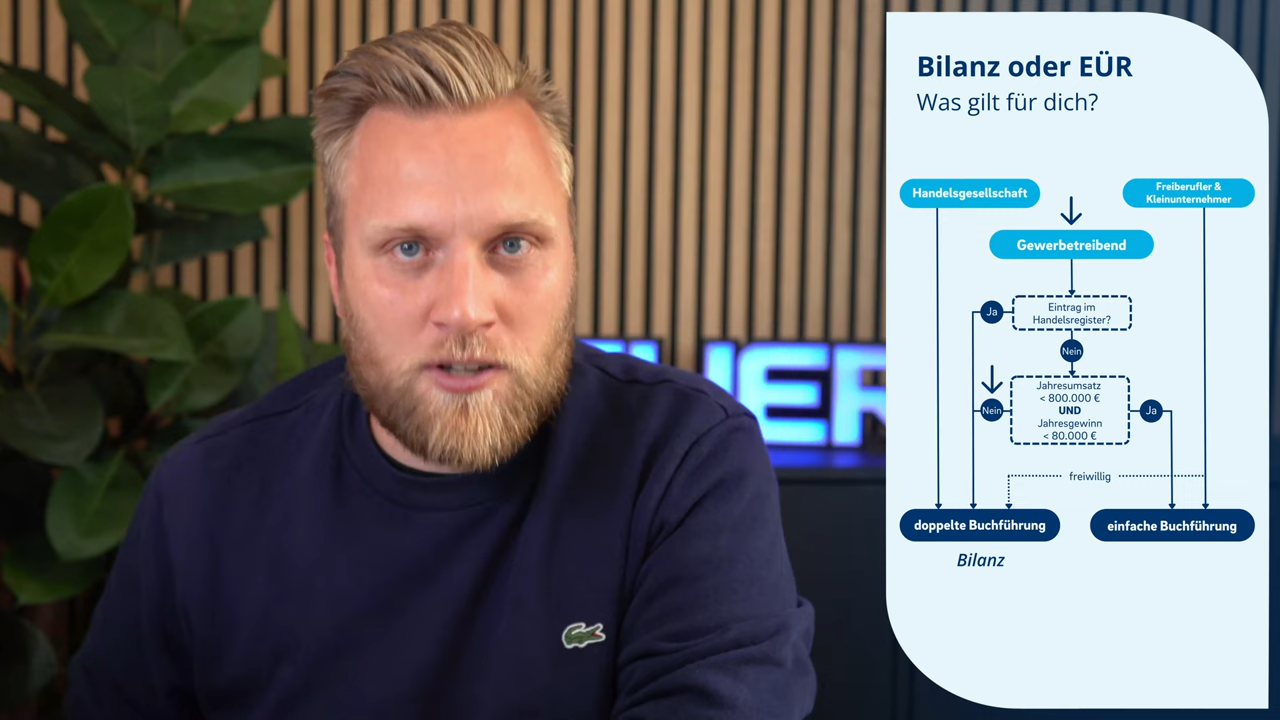 Bilanz oder EÜR
Was gilt für dich?
Handelsgesellschaft
Freiberufler &
Kleinunternehmer
Gewerbetreibend
Eintrag im
Handelsregister?
Ja
Nein
Jahresumsatz
< 800.000 €
UND
Jahresgewinn
< 80.000 €
Nein
Ja
freiwillig
doppelte Buchführung
einfache Buchführung
Bilanz